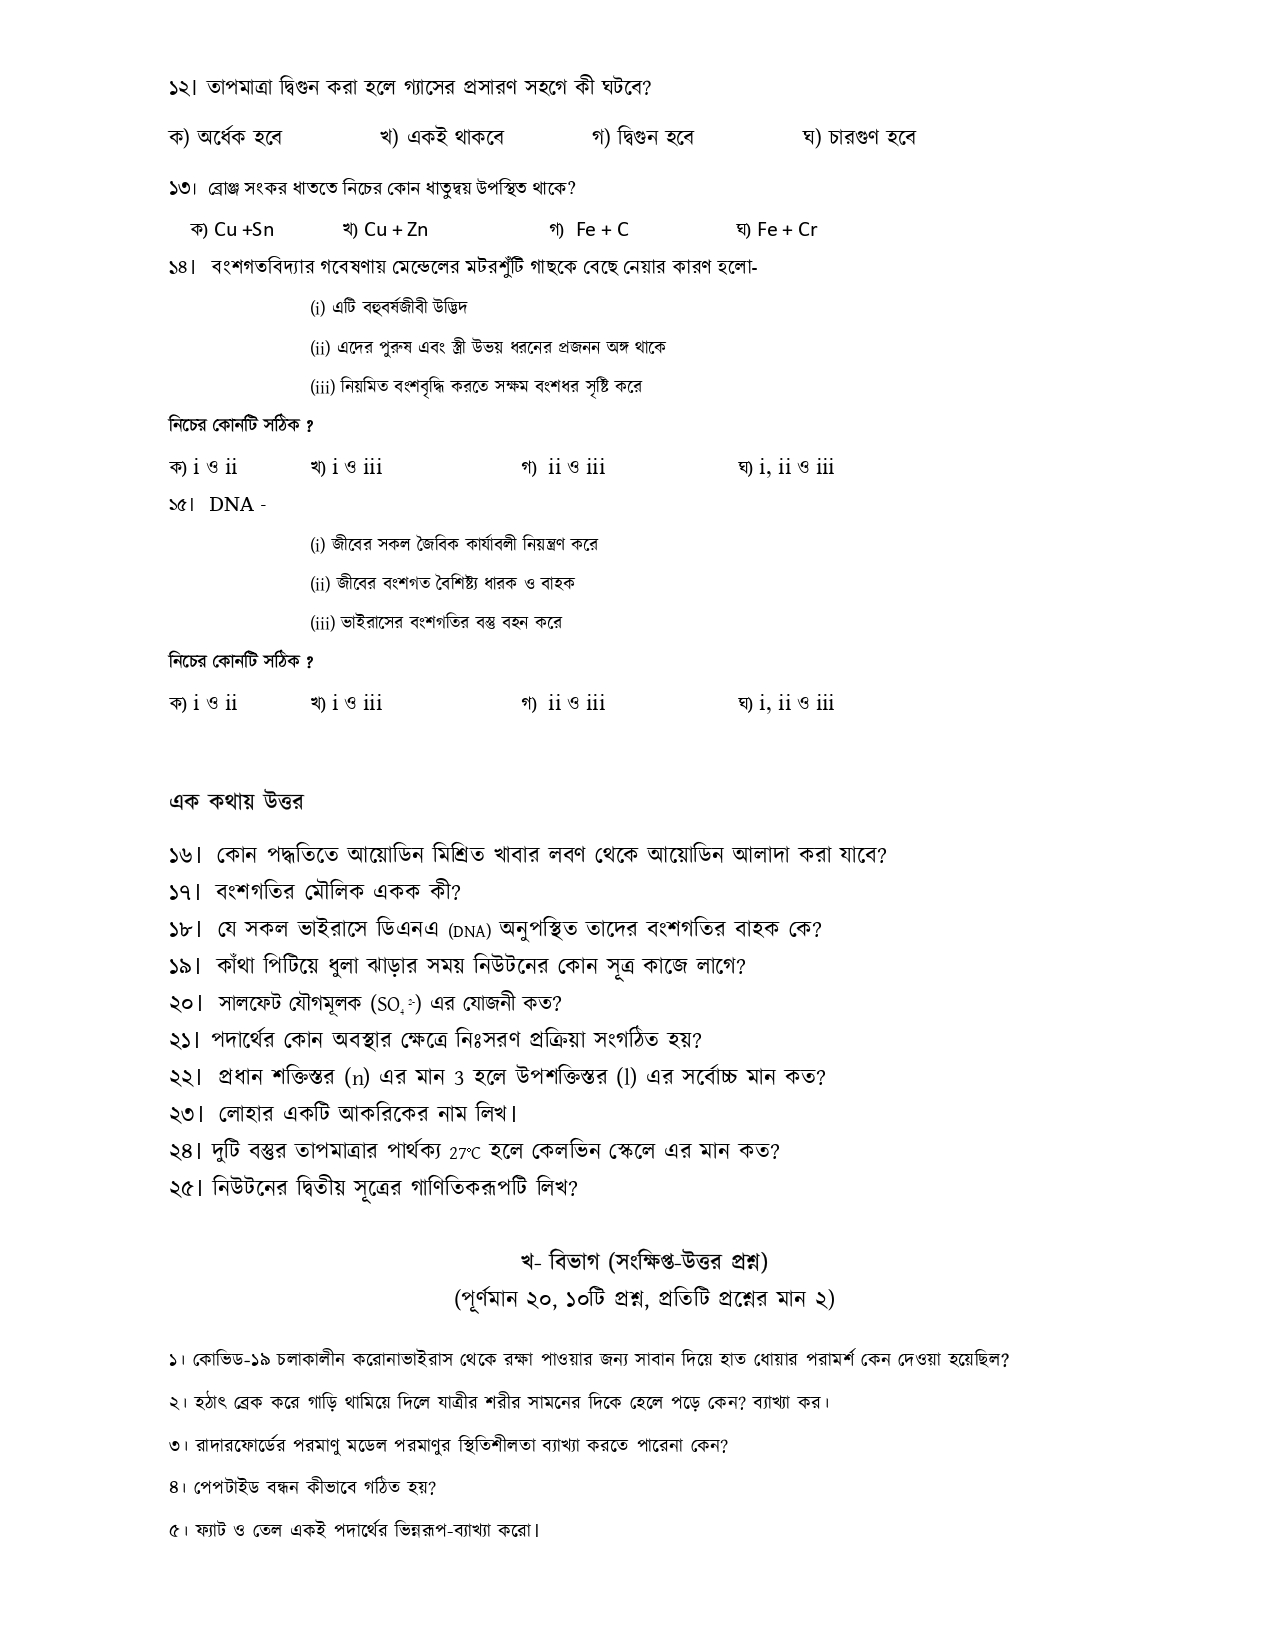 ১২। তাপমাত্রা দ্বিগুন করা হলে গ্যাসের প্রসারণ সহগে কী ঘটবে?
ক) অর্ধেক হবে খ) একই থাকবে গ) দ্বিগুন হবে ঘ) চারগুণ হবে
১৩। ব্রোঞ্জ সংকর ধাততে নিচের কোন ধাতুদ্বয় উপস্থিত থাকে?
ক) Cu +Sn খ) Cu + Zn গ) Fe + C ঘ) Fe + Cr
১৪। বংশগতবিদ্যার গবেষণায় মেন্ডেলের মটরশুঁটি গাছকে বেছে নেয়ার কারণ হলো-
(i) এটি বহুবর্ষজীবী উদ্ভিদ
(ii) এদের পুরুষ এবং স্ত্রী উভয় ধরনের প্রজনন অঙ্গ থাকে
(iii) নিয়মিত বংশবৃদ্ধি করতে সক্ষম বংশধর সৃষ্টি করে
নিচের কোনটি সঠিক ?
ক) i ও ii খ) i ও iii গ) ii ও iii ঘ) i, ii ও iii
১৫। DNA -
(i) জীবের সকল জৈবিক কার্যাবলী নিয়ন্ত্রণ করে
(ii) জীবের বংশগত বৈশিষ্ট্য ধারক ও বাহক
(iii) ভাইরাসের বংশগতির বস্তু বহন করে
নিচের কোনটি সঠিক ?
ক) i ও ii খ) i ও iii গ) ii ও iii ঘ) i, ii ও iii
এক কথায় উত্তর
১৬। কোন পদ্ধতিতে আয়োডিন মিশ্রিত খাবার লবণ থেকে আয়োডিন আলাদা করা যাবে?
১৭। বংশগতির মৌলিক একক কী?
১৮। যে সকল ভাইরাসে ডিএনএ (DNA) অনুপস্থিত তাদের বংশগতির বাহক কে?
১৯। কাঁথা পিটিয়ে ধুলা ঝাড়ার সময় নিউটনের কোন সূত্র কাজে লাগে?
২০। সালফেট যৌগমূলক (SO₄²⁻) এর যোজনী কত?
২১। পদার্থের কোন অবস্থার ক্ষেত্রে নিঃসরণ প্রক্রিয়া সংগঠিত হয়?
২২। প্রধান শক্তিস্তর (n) এর মান 3 হলে উপশক্তিস্তর (l) এর সর্বোচ্চ মান কত?
২৩। লোহার একটি আকরিকের নাম লিখ।
২৪। দুটি বস্তুর তাপমাত্রার পার্থক্য 27°C হলে কেলভিন স্কেলে এর মান কত?
২৫। নিউটনের দ্বিতীয় সূত্রের গাণিতিকরূপটি লিখ?
খ- বিভাগ (সংক্ষিপ্ত-উত্তর প্রশ্ন)
(পূর্ণমান ২০, ১০টি প্রশ্ন, প্রতিটি প্রশ্নের মান ২)
১। কোভিড-১৯ চলাকালীন করোনাভাইরাস থেকে রক্ষা পাওয়ার জন্য সাবান দিয়ে হাত ধোয়ার পরামর্শ কেন দেওয়া হয়েছিল?
২। হঠাৎ ব্রেক করে গাড়ি থামিয়ে দিলে যাত্রীর শরীর সামনের দিকে হেলে পড়ে কেন? ব্যাখ্যা কর।
৩। রাদারফোর্ডের পরমাণু মডেল পরমাণুর স্থিতিশীলতা ব্যাখ্যা করতে পারেনা কেন?
৪। পেপটাইড বন্ধন কীভাবে গঠিত হয়?
৫। ফ্যাট ও তেল একই পদার্থের ভিন্নরূপ-ব্যাখ্যা করো।